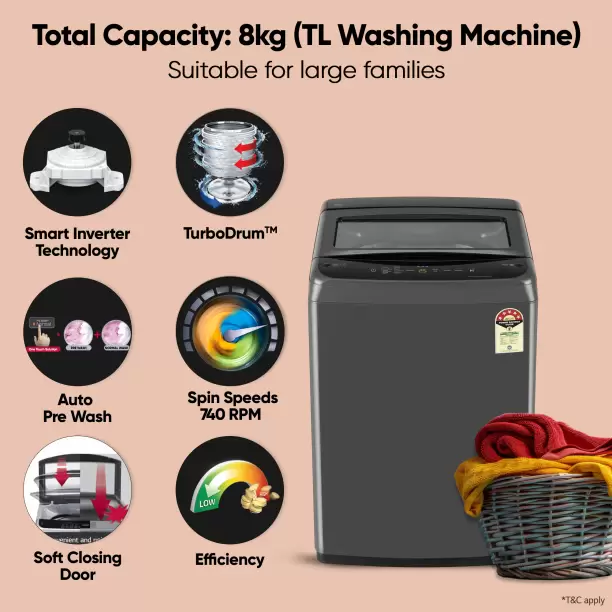 Total Capacity: 8kg (TL Washing Machine)
Suitable for large families
Smart Inverter
Technology
TurboDrum™
Auto
Pre Wash
Spin Speeds
740 RPM
LOW
Soft Closing
Door
Efficiency
*T&C apply